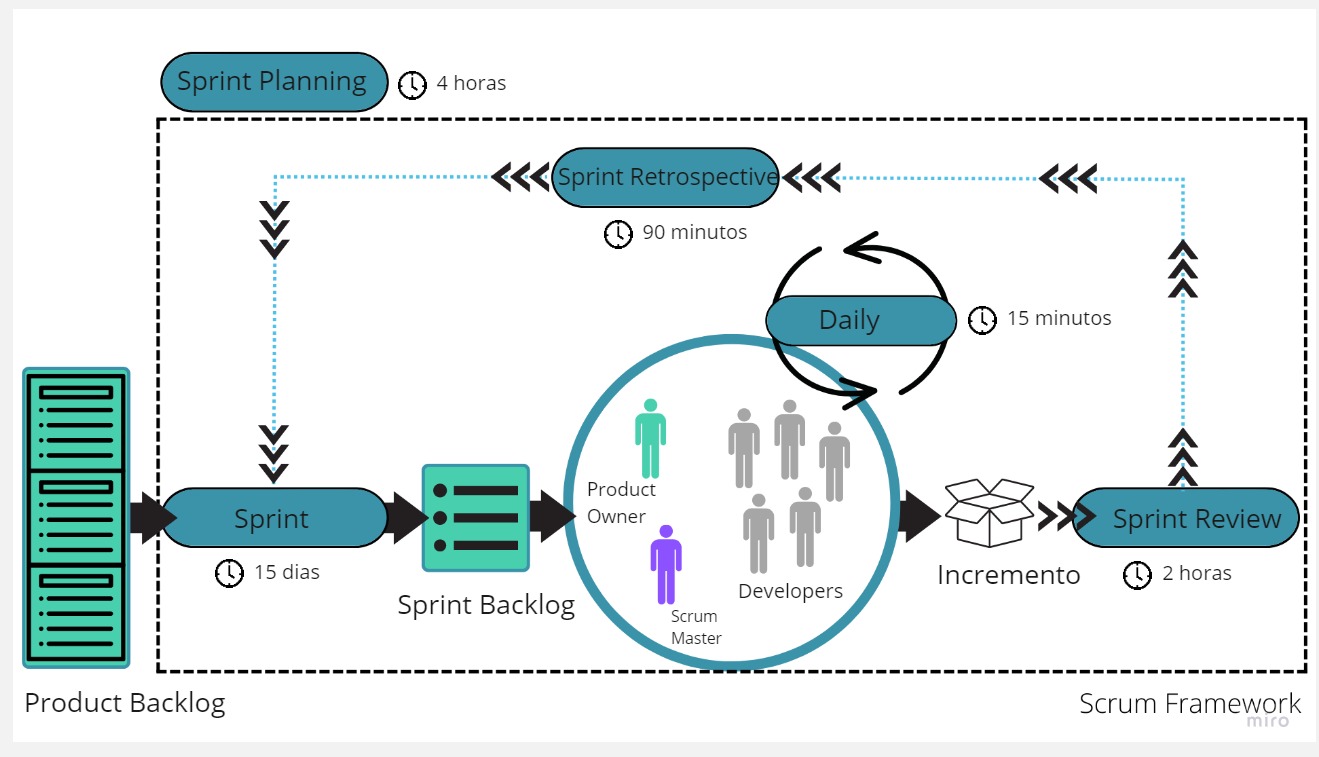 Sprint Planning
4 horas
Sprint Retrospective
90 minutos
Daily
15 minutos
Product
Owner
Scrum
Master
Developers
Sprint
15 dias
Sprint Backlog
Incremento
Sprint Review
2 horas
Product Backlog
Scrum Framework
miro